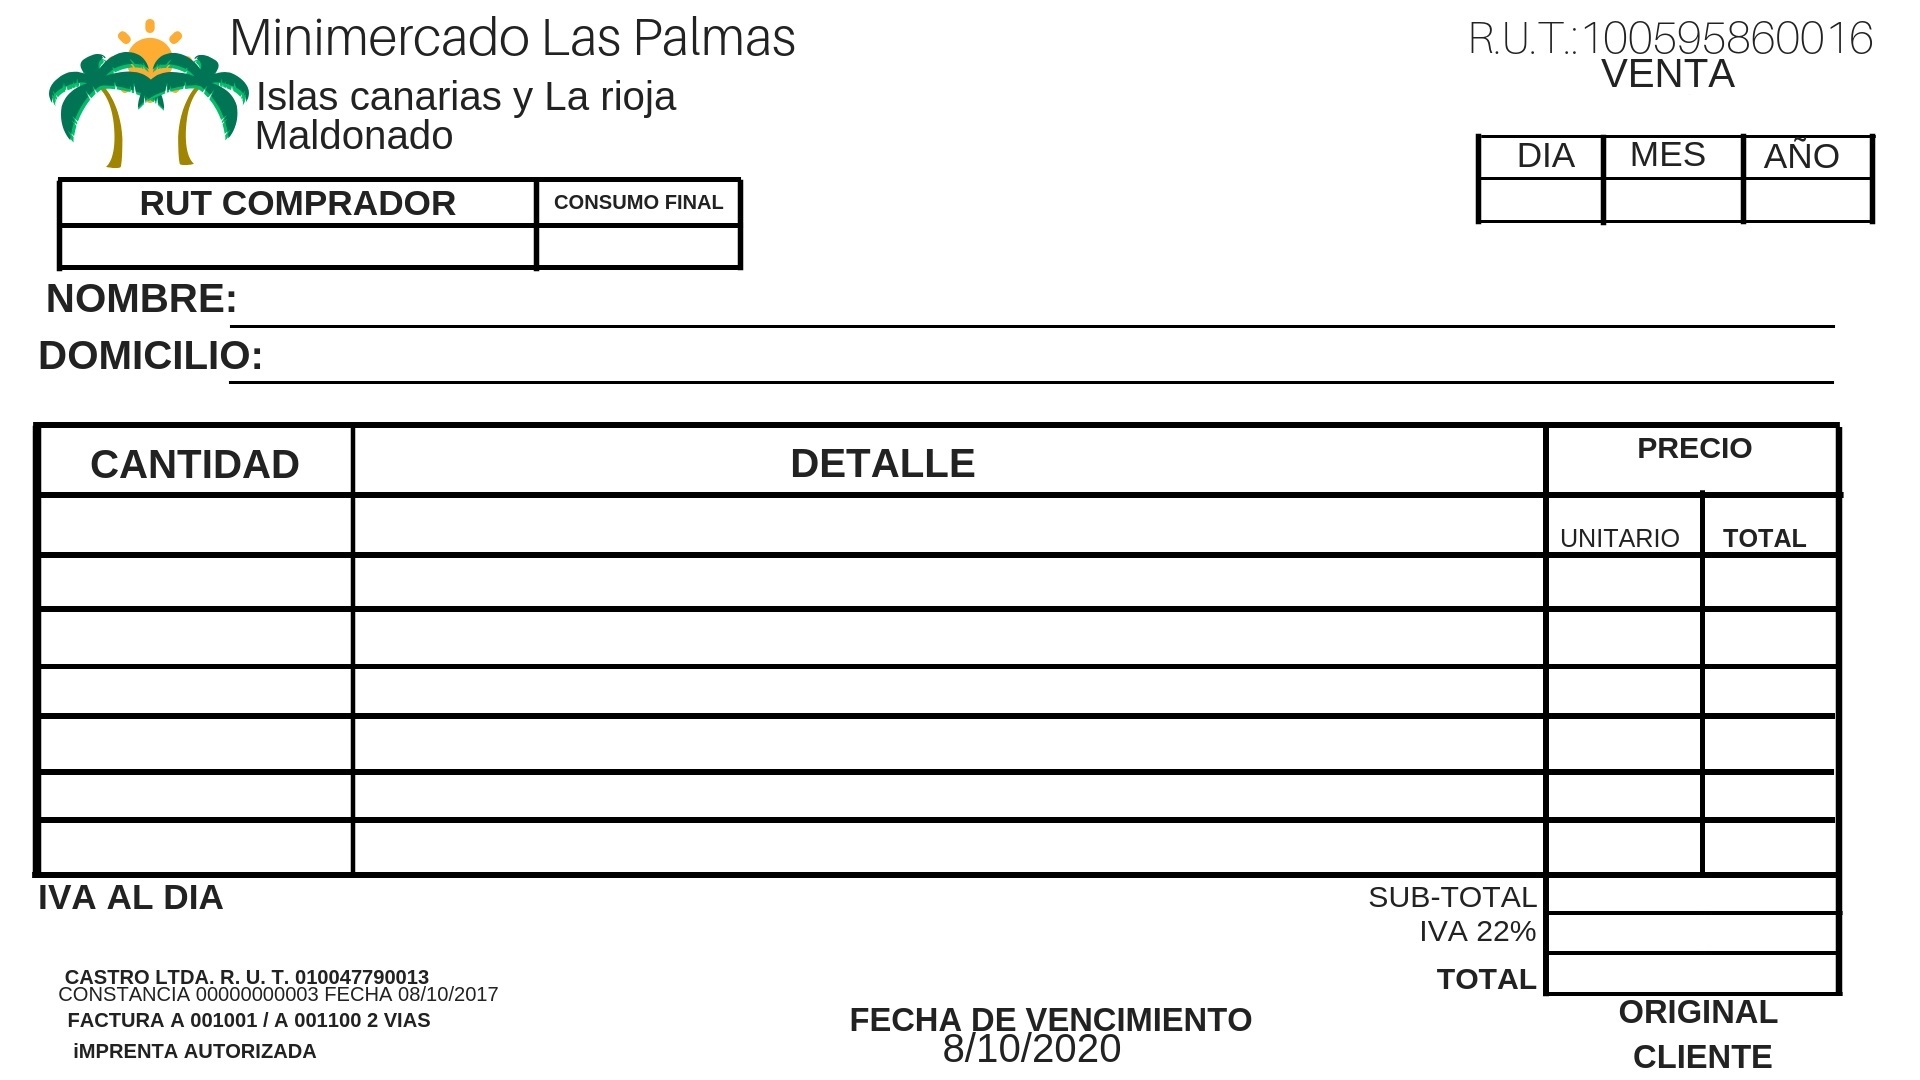 Minimercado Las Palmas
R.U.T.:100595860016
VENTA
Islas canarias y La rioja
Maldonado
DIA MES AÑO
RUT COMPRADOR CONSUMO FINAL
NOMBRE:
DOMICILIO:
CANTIDAD DETALLE PRECIO
UNITARIO TOTAL
IVA AL DIA
SUB-TOTAL
IVA 22%
TOTAL
CASTRO LTDA. R. U. T. 010047790013
CONSTANCIA 00000000003 FECHA 08/10/2017
FACTURA A 001001 / A 001100 2 VIAS
iMPRENTA AUTORIZADA
FECHA DE VENCIMIENTO
8/10/2020
ORIGINAL
CLIENTE